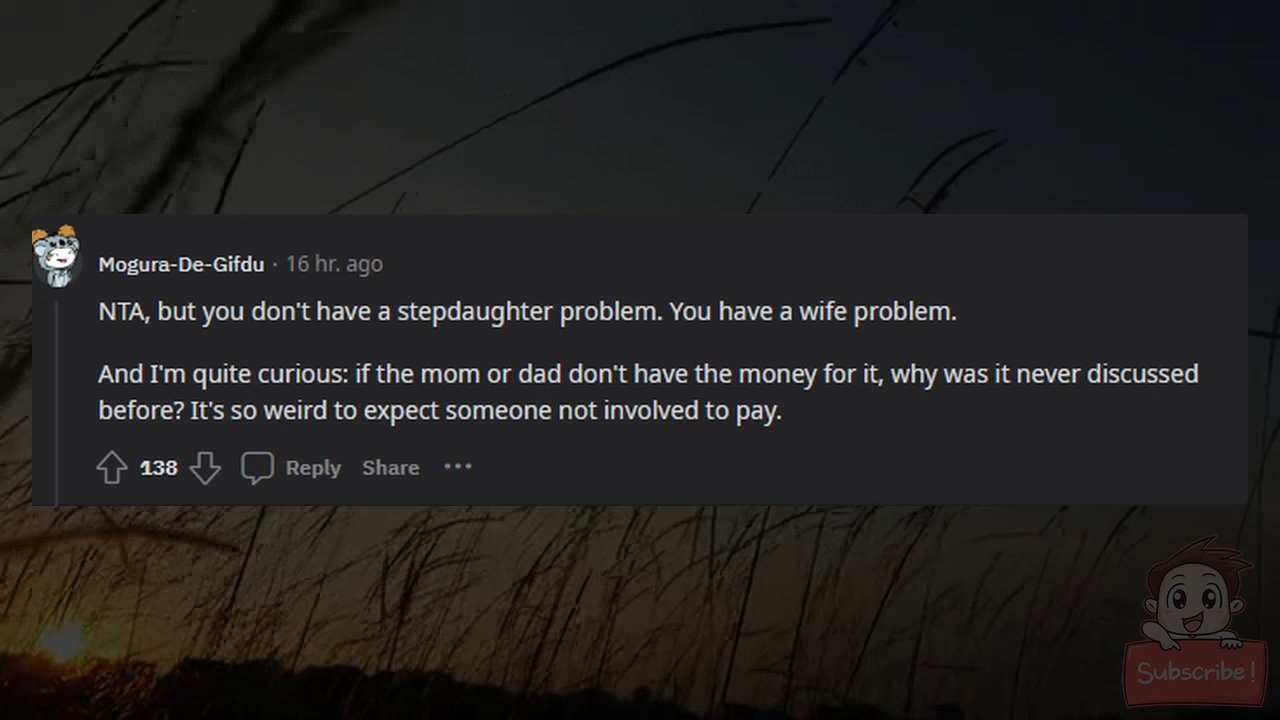 Mogura-De-Gifdu · 16 hr. ago
NTA, but you don't have a stepdaughter problem. You have a wife problem.
And I'm quite curious: if the mom or dad don't have the money for it, why was it never discussed
before? It's so weird to expect someone not involved to pay.
138 Reply Share ···
Subscribe!